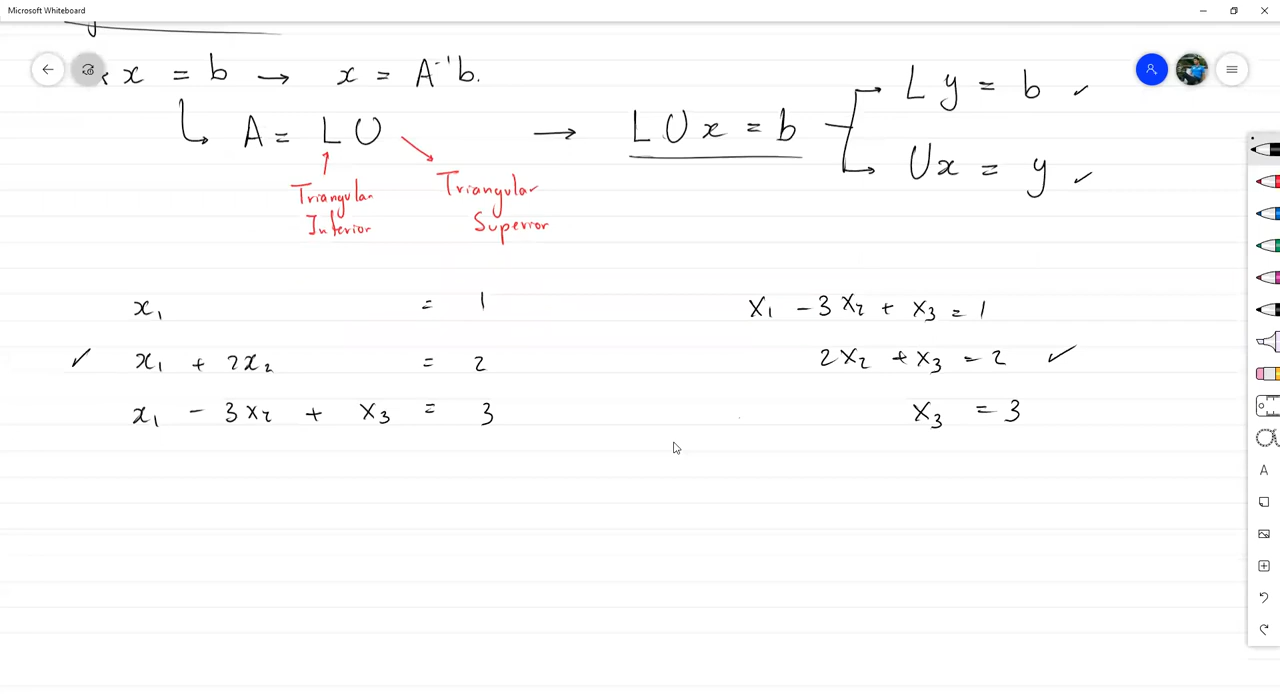 Microsoft Whiteboard
x = b → x = A⁻¹b.
A = LU → LUx = b
Ly = b ✓
Ux = y ✓
Triangular
Inferior
Triangular
Superior
x₁ = 1
✓ x₁ + 2x₂ = 2
x₁ - 3x₂ + x₃ = 3
x₁ - 3x₂ + x₃ = 1
2x₂ + x₃ = 2 ✓
x₃ = 3
A